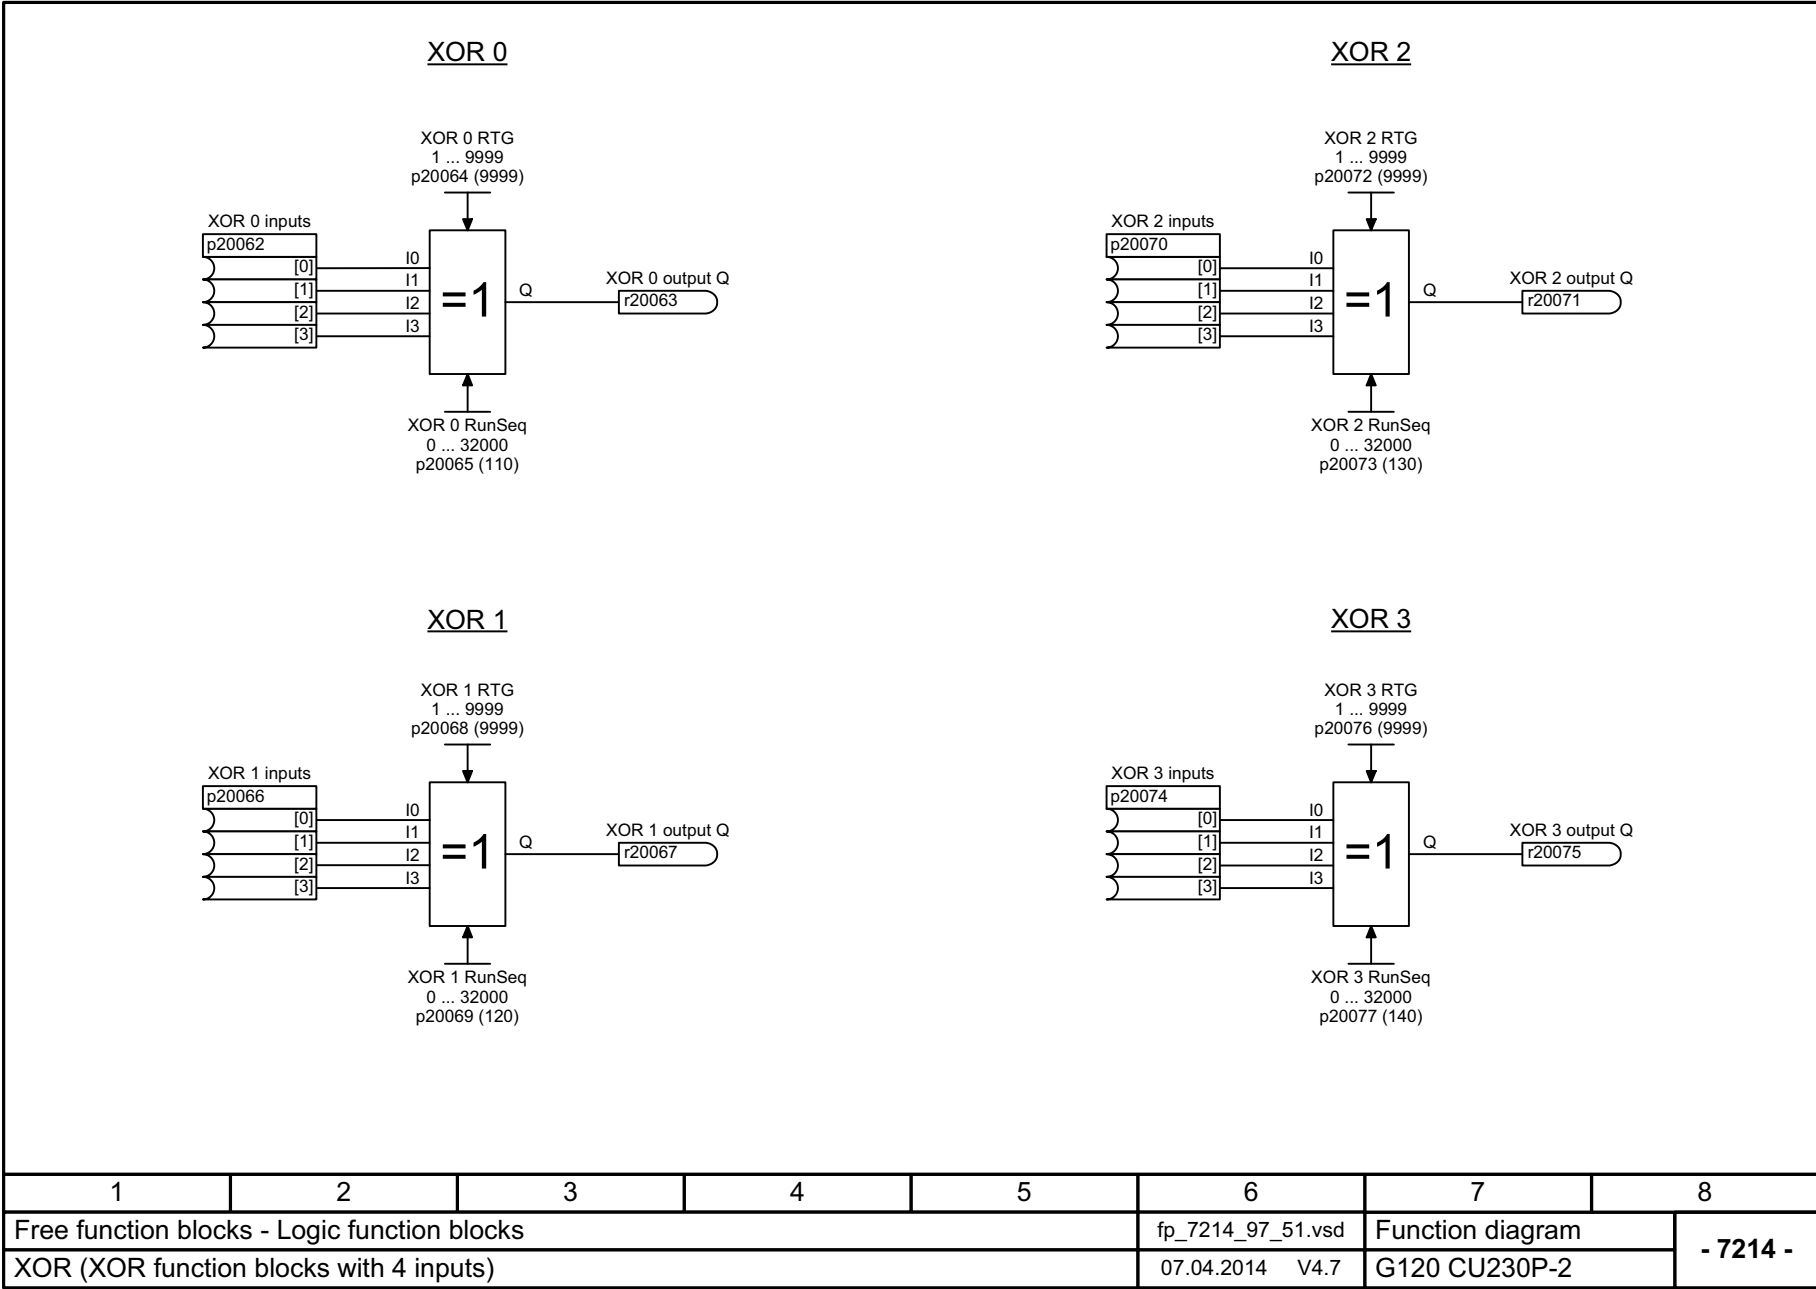 XOR 0
XOR 0 RTG
1 ... 9999
p20064 (9999)
XOR 0 inputs
p20062
[0]
[1]
[2]
[3]
I0
I1
I2
I3
=1
Q
XOR 0 output Q
r20063
XOR 0 RunSeq
0 ... 32000
p20065 (110)
XOR 2
XOR 2 RTG
1 ... 9999
p20072 (9999)
XOR 2 inputs
p20070
[0]
[1]
[2]
[3]
I0
I1
I2
I3
=1
Q
XOR 2 output Q
r20071
XOR 2 RunSeq
0 ... 32000
p20073 (130)
XOR 1
XOR 1 RTG
1 ... 9999
p20068 (9999)
XOR 1 inputs
p20066
[0]
[1]
[2]
[3]
I0
I1
I2
I3
=1
Q
XOR 1 output Q
r20067
XOR 1 RunSeq
0 ... 32000
p20069 (120)
XOR 3
XOR 3 RTG
1 ... 9999
p20076 (9999)
XOR 3 inputs
p20074
[0]
[1]
[2]
[3]
I0
I1
I2
I3
=1
Q
XOR 3 output Q
r20075
XOR 3 RunSeq
0 ... 32000
p20077 (140)
1 2 3 4 5 6 7 8
Free function blocks - Logic function blocks
fp_7214_97_51.vsd
Function diagram
- 7214 -
XOR (XOR function blocks with 4 inputs)
07.04.2014 V4.7
G120 CU230P-2